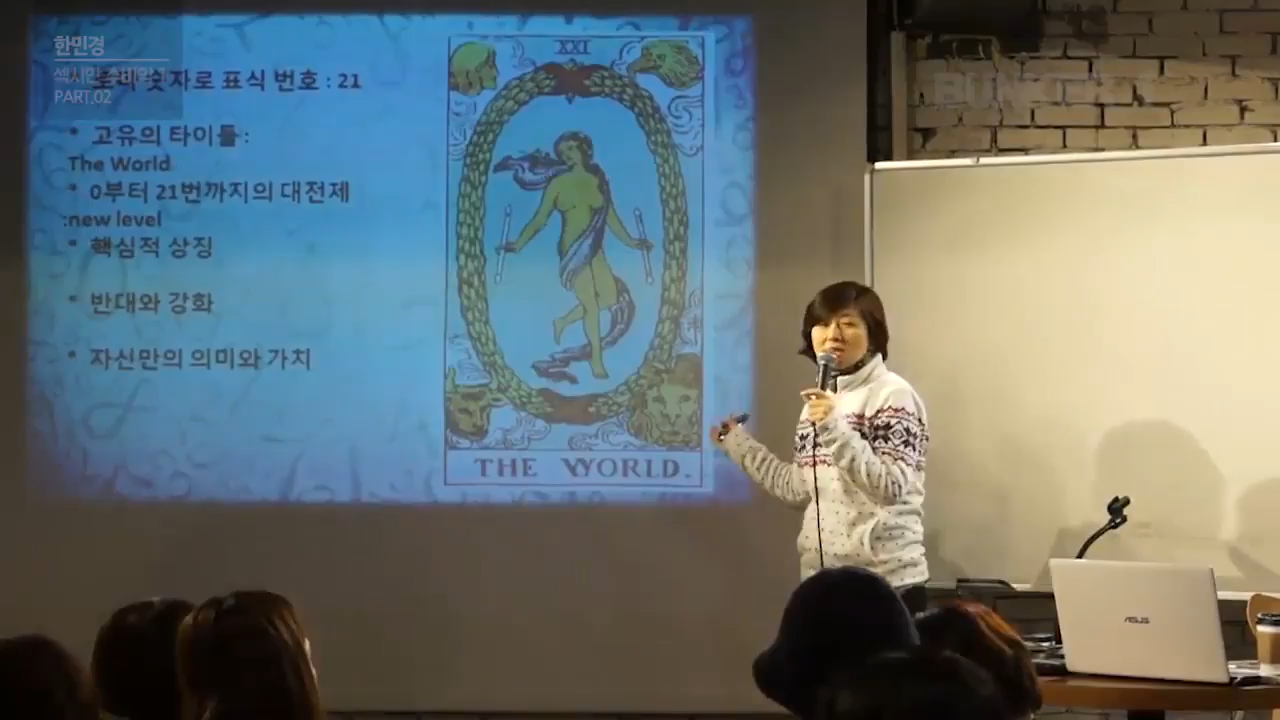 한민경
PART.02
숫자로 표식 번호 : 21
• 고유의 타이틀 :
The World
• 0부터 21번까지의 대전제
:new level
• 핵심적 상징
• 반대와 강화
• 자신만의 의미와 가치
XXI
THE WORLD.
BUNKER
ASUS